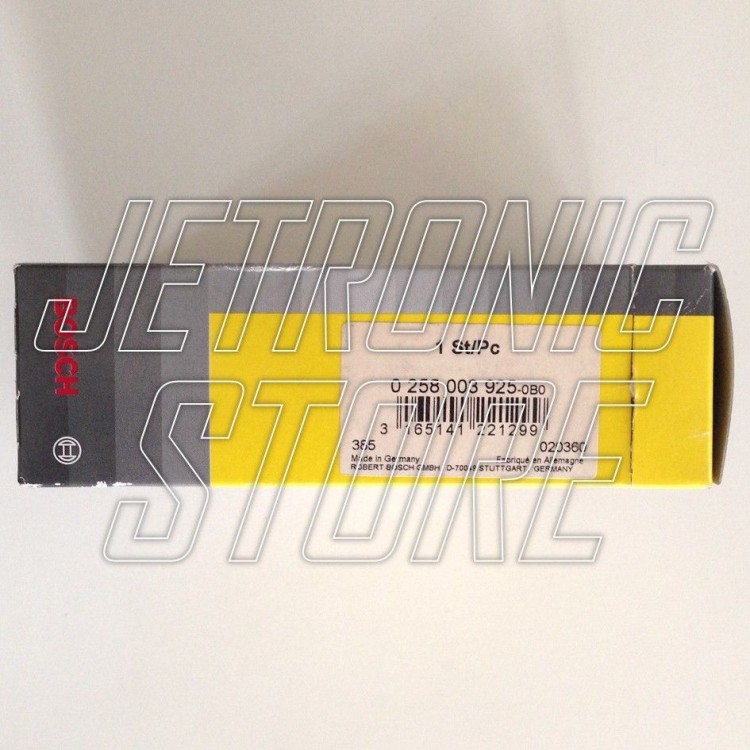 JETRONIC
STORE
BOSCH
1 St/Pc
0 258 003 925-0B0
3 165141 221299
385 020360
Made in Germany Fabriqué en Allemagne
ROBERT BOSCH GMBH D-70049 STUTTGART GERMANY